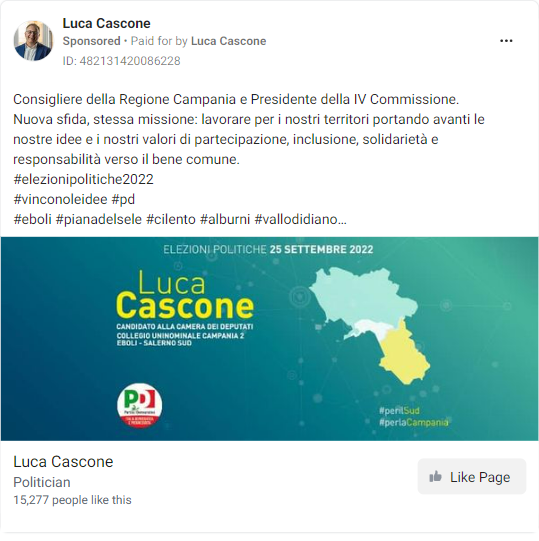 Luca Cascone
Sponsored • Paid for by Luca Cascone
ID: 482131420086228
Consigliere della Regione Campania e Presidente della IV Commissione.
Nuova sfida, stessa missione: lavorare per i nostri territori portando avanti le
nostre idee e i nostri valori di partecipazione, inclusione, solidarietà e
responsabilità verso il bene comune.
#elezionipolitiche2022
#vinconoleidee #pd
#eboli #pianadelsele #cilento #alburni #vallodidiano...
ELEZIONI POLITICHE 25 SETTEMBRE 2022
Luca
Cascone
CANDIDATO ALLA CAMERA DEI DEPUTATI
COLLEGIO UNINOMINALE CAMPANIA 2
EBOLI - SALERNO SUD
PD
Partito Democratico
#perilSud
#perlaCampania
Luca Cascone
Politician
15,277 people like this
Like Page